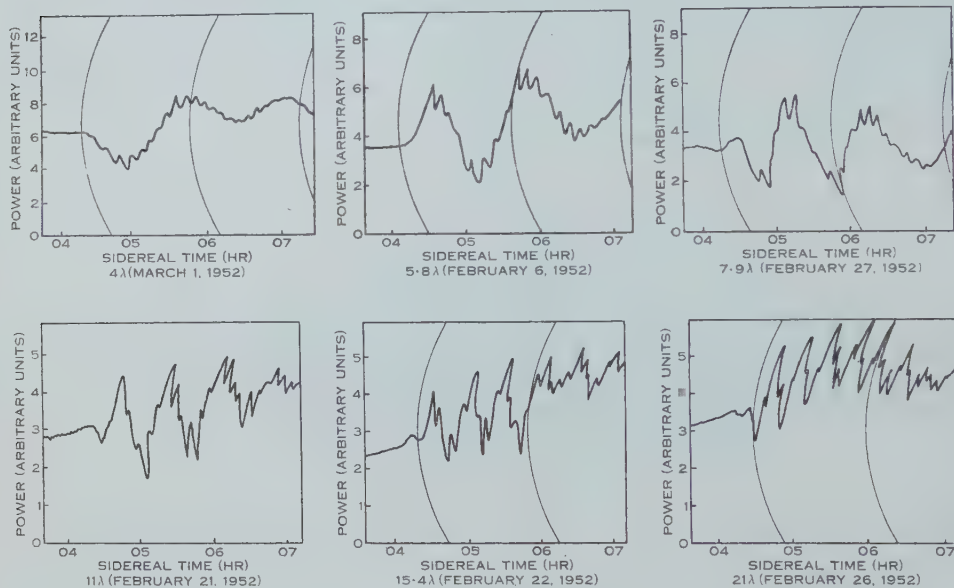 POWER (ARBITRARY UNITS)
12
10
8
6
4
2
0
04 05 06 07
SIDEREAL TIME (HR)
4λ (MARCH 1, 1952)
POWER (ARBITRARY UNITS)
8
6
4
2
0
04 05 06 07
SIDEREAL TIME (HR)
5·8λ (FEBRUARY 6, 1952)
POWER (ARBITRARY UNITS)
8
6
4
2
0
04 05 06 07
SIDEREAL TIME (HR)
7·9λ (FEBRUARY 27, 1952)
POWER (ARBITRARY UNITS)
5
4
3
2
1
0
04 05 06 07
SIDEREAL TIME (HR)
11λ (FEBRUARY 21, 1952)
POWER (ARBITRARY UNITS)
5
4
3
2
1
0
04 05 06 07
SIDEREAL TIME (HR)
15·4λ (FEBRUARY 22, 1952)
POWER (ARBITRARY UNITS)
5
4
3
2
1
0
04 05 06 07
SIDEREAL TIME (HR)
21λ (FEBRUARY 26, 1952)